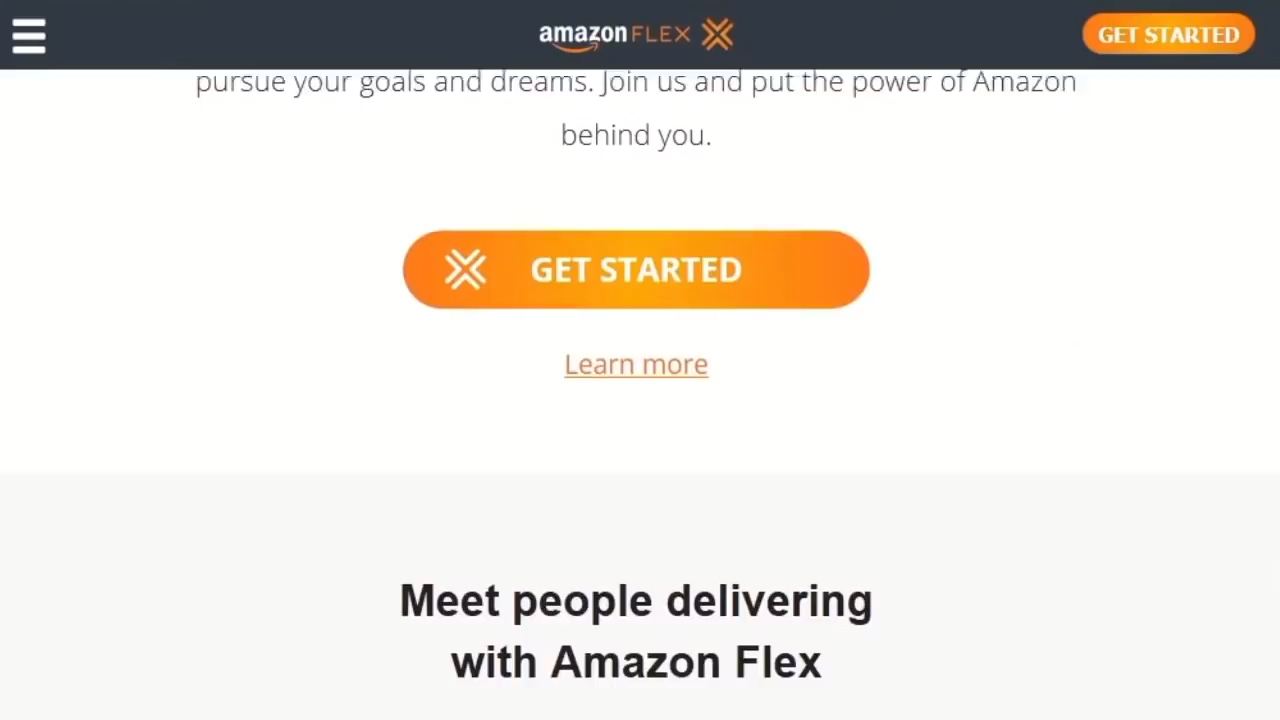 amazon FLEX
GET STARTED
pursue your goals and dreams. Join us and put the power of Amazon
behind you.
GET STARTED
Learn more
Meet people delivering
with Amazon Flex